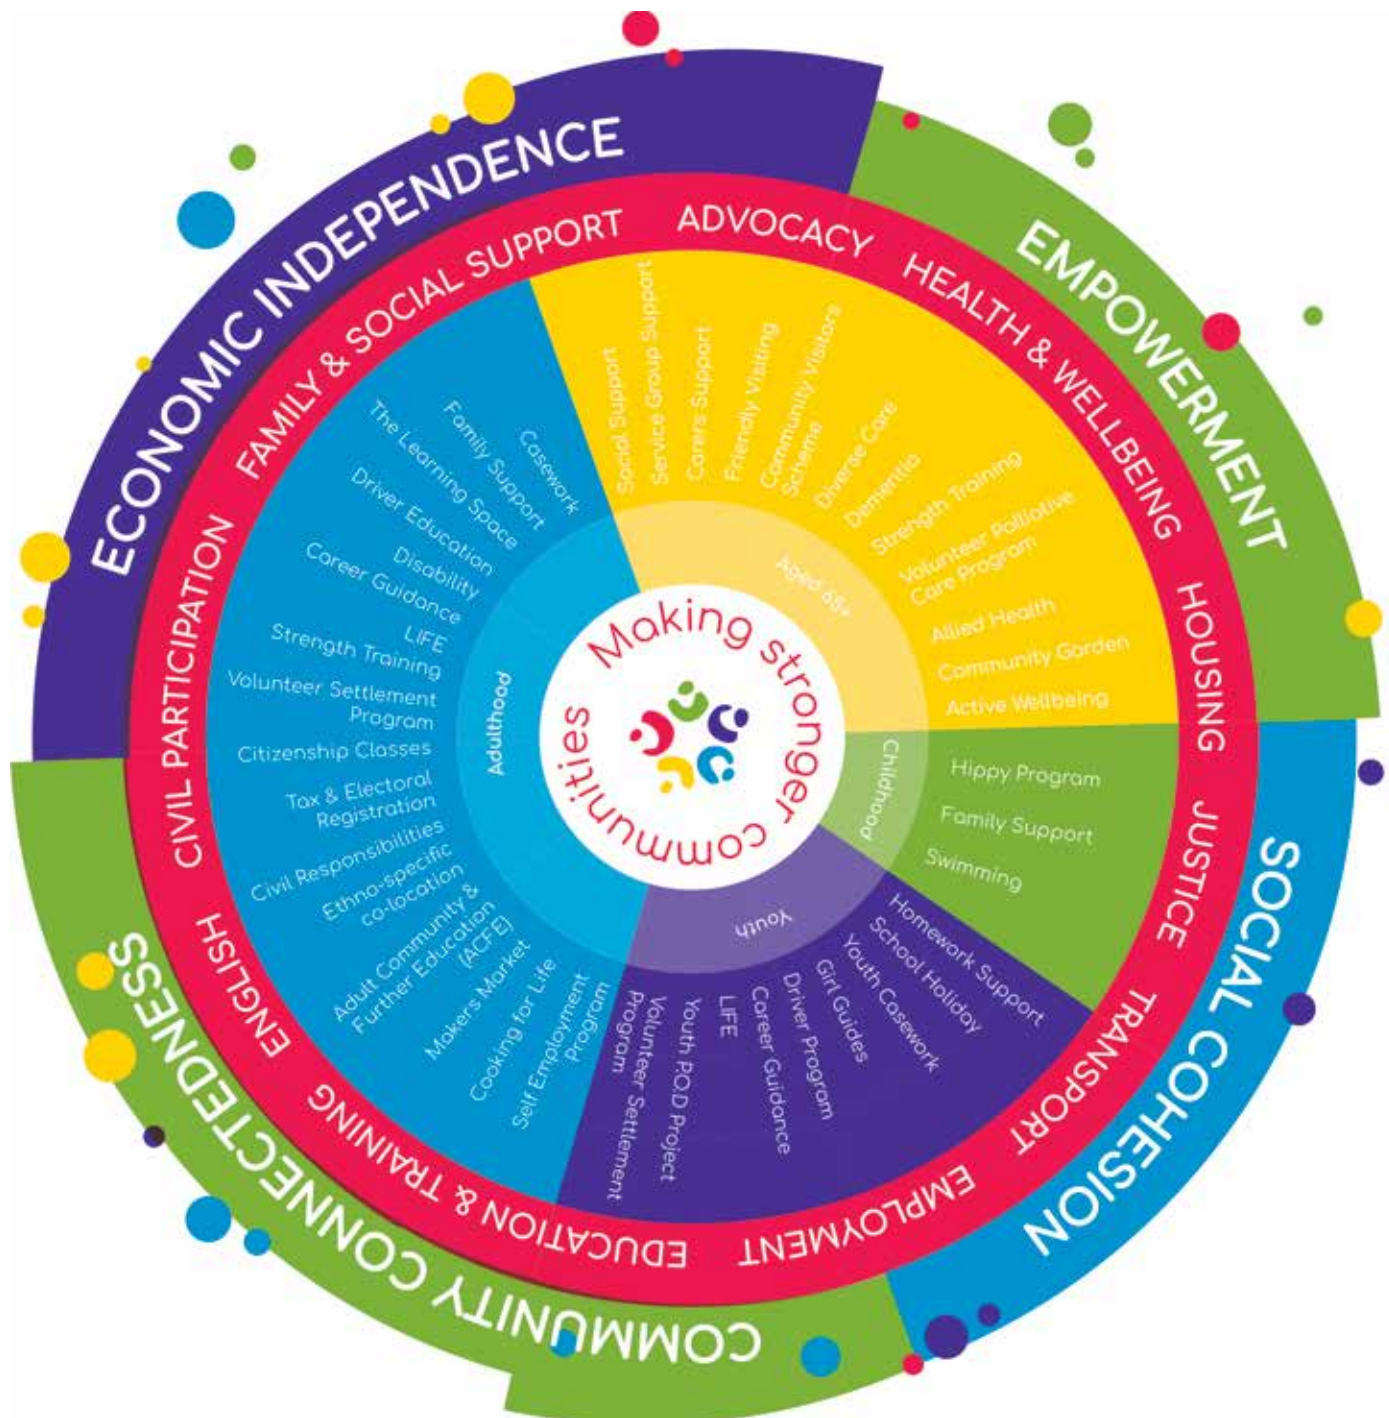 ECONOMIC INDEPENDENCE
EMPOWERMENT
SOCIAL COHESION
COMMUNITY CONNECTEDNESS
FAMILY & SOCIAL SUPPORT
ADVOCACY
HEALTH & WELLBEING
HOUSING
JUSTICE
TRANSPORT
EMPLOYMENT
EDUCATION & TRAINING
ENGLISH
CIVIL PARTICIPATION
Social Support
Service Group Support
Carers Support
Friendly Visiting
Community Visitors
Scheme
Diverse Care
Dementia
Strength Training
Volunteer Palliative
Care Program
Allied Health
Community Garden
Active Wellbeing
Aged 65+
Hippy Program
Family Support
Swimming
Childhood
Homework Support
School Holiday
Youth Casework
Girl Guides
Driver Program
Career Guidance
LIFE
Youth P.O.D Project
Volunteer Settlement
Program
Youth
Casework
Family Support
The Learning Space
Driver Education
Disability
Career Guidance
LIFE
Strength Training
Volunteer Settlement
Program
Citizenship Classes
Tax & Electoral
Registration
Civil Responsibilities
Ethno-specific
co-location
Adult Community &
Further Education
(ACFE)
Makers Market
Cooking for Life
Self Employment
Program
Adulthood
Making stronger communities